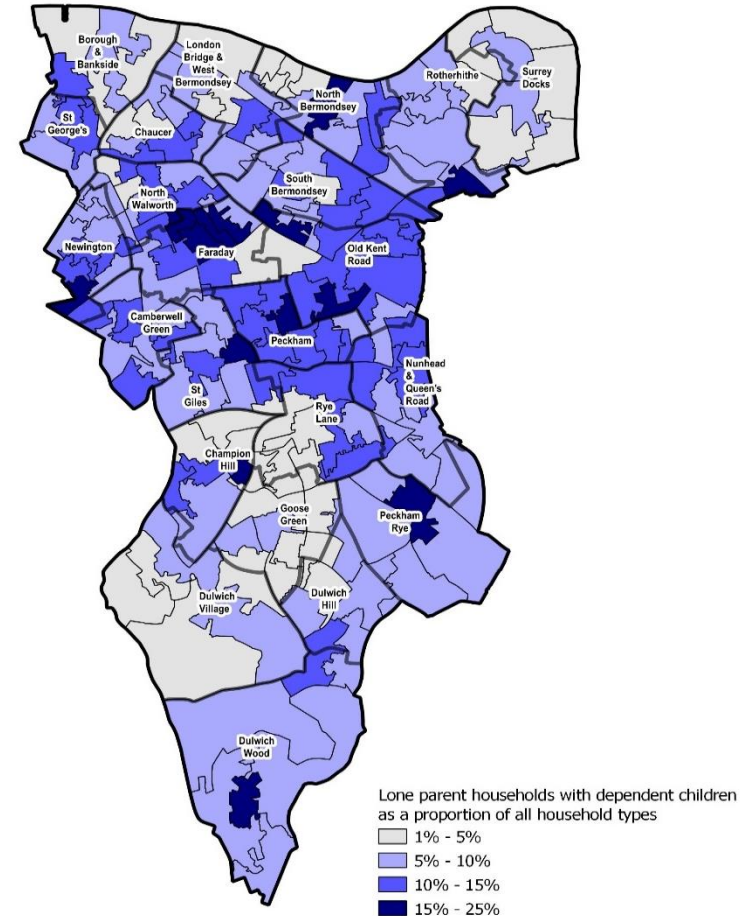 Borough
&
Bankside
London
Bridge &
West
Bermondsey
North
Bermondsey
Rotherhithe
Surrey
Docks
St
George's
Chaucer
North
Walworth
South
Bermondsey
Newington
Faraday
Old Kent
Road
Camberwell
Green
Peckham
Nunhead
&
Queen's
Road
St
Giles
Rye
Lane
Champion
Hill
Goose
Green
Peckham
Rye
Dulwich
Village
Dulwich
Hill
Dulwich
Wood
Lone parent households with dependent children
as a proportion of all household types
1% - 5%
5% - 10%
10% - 15%
15% - 25%